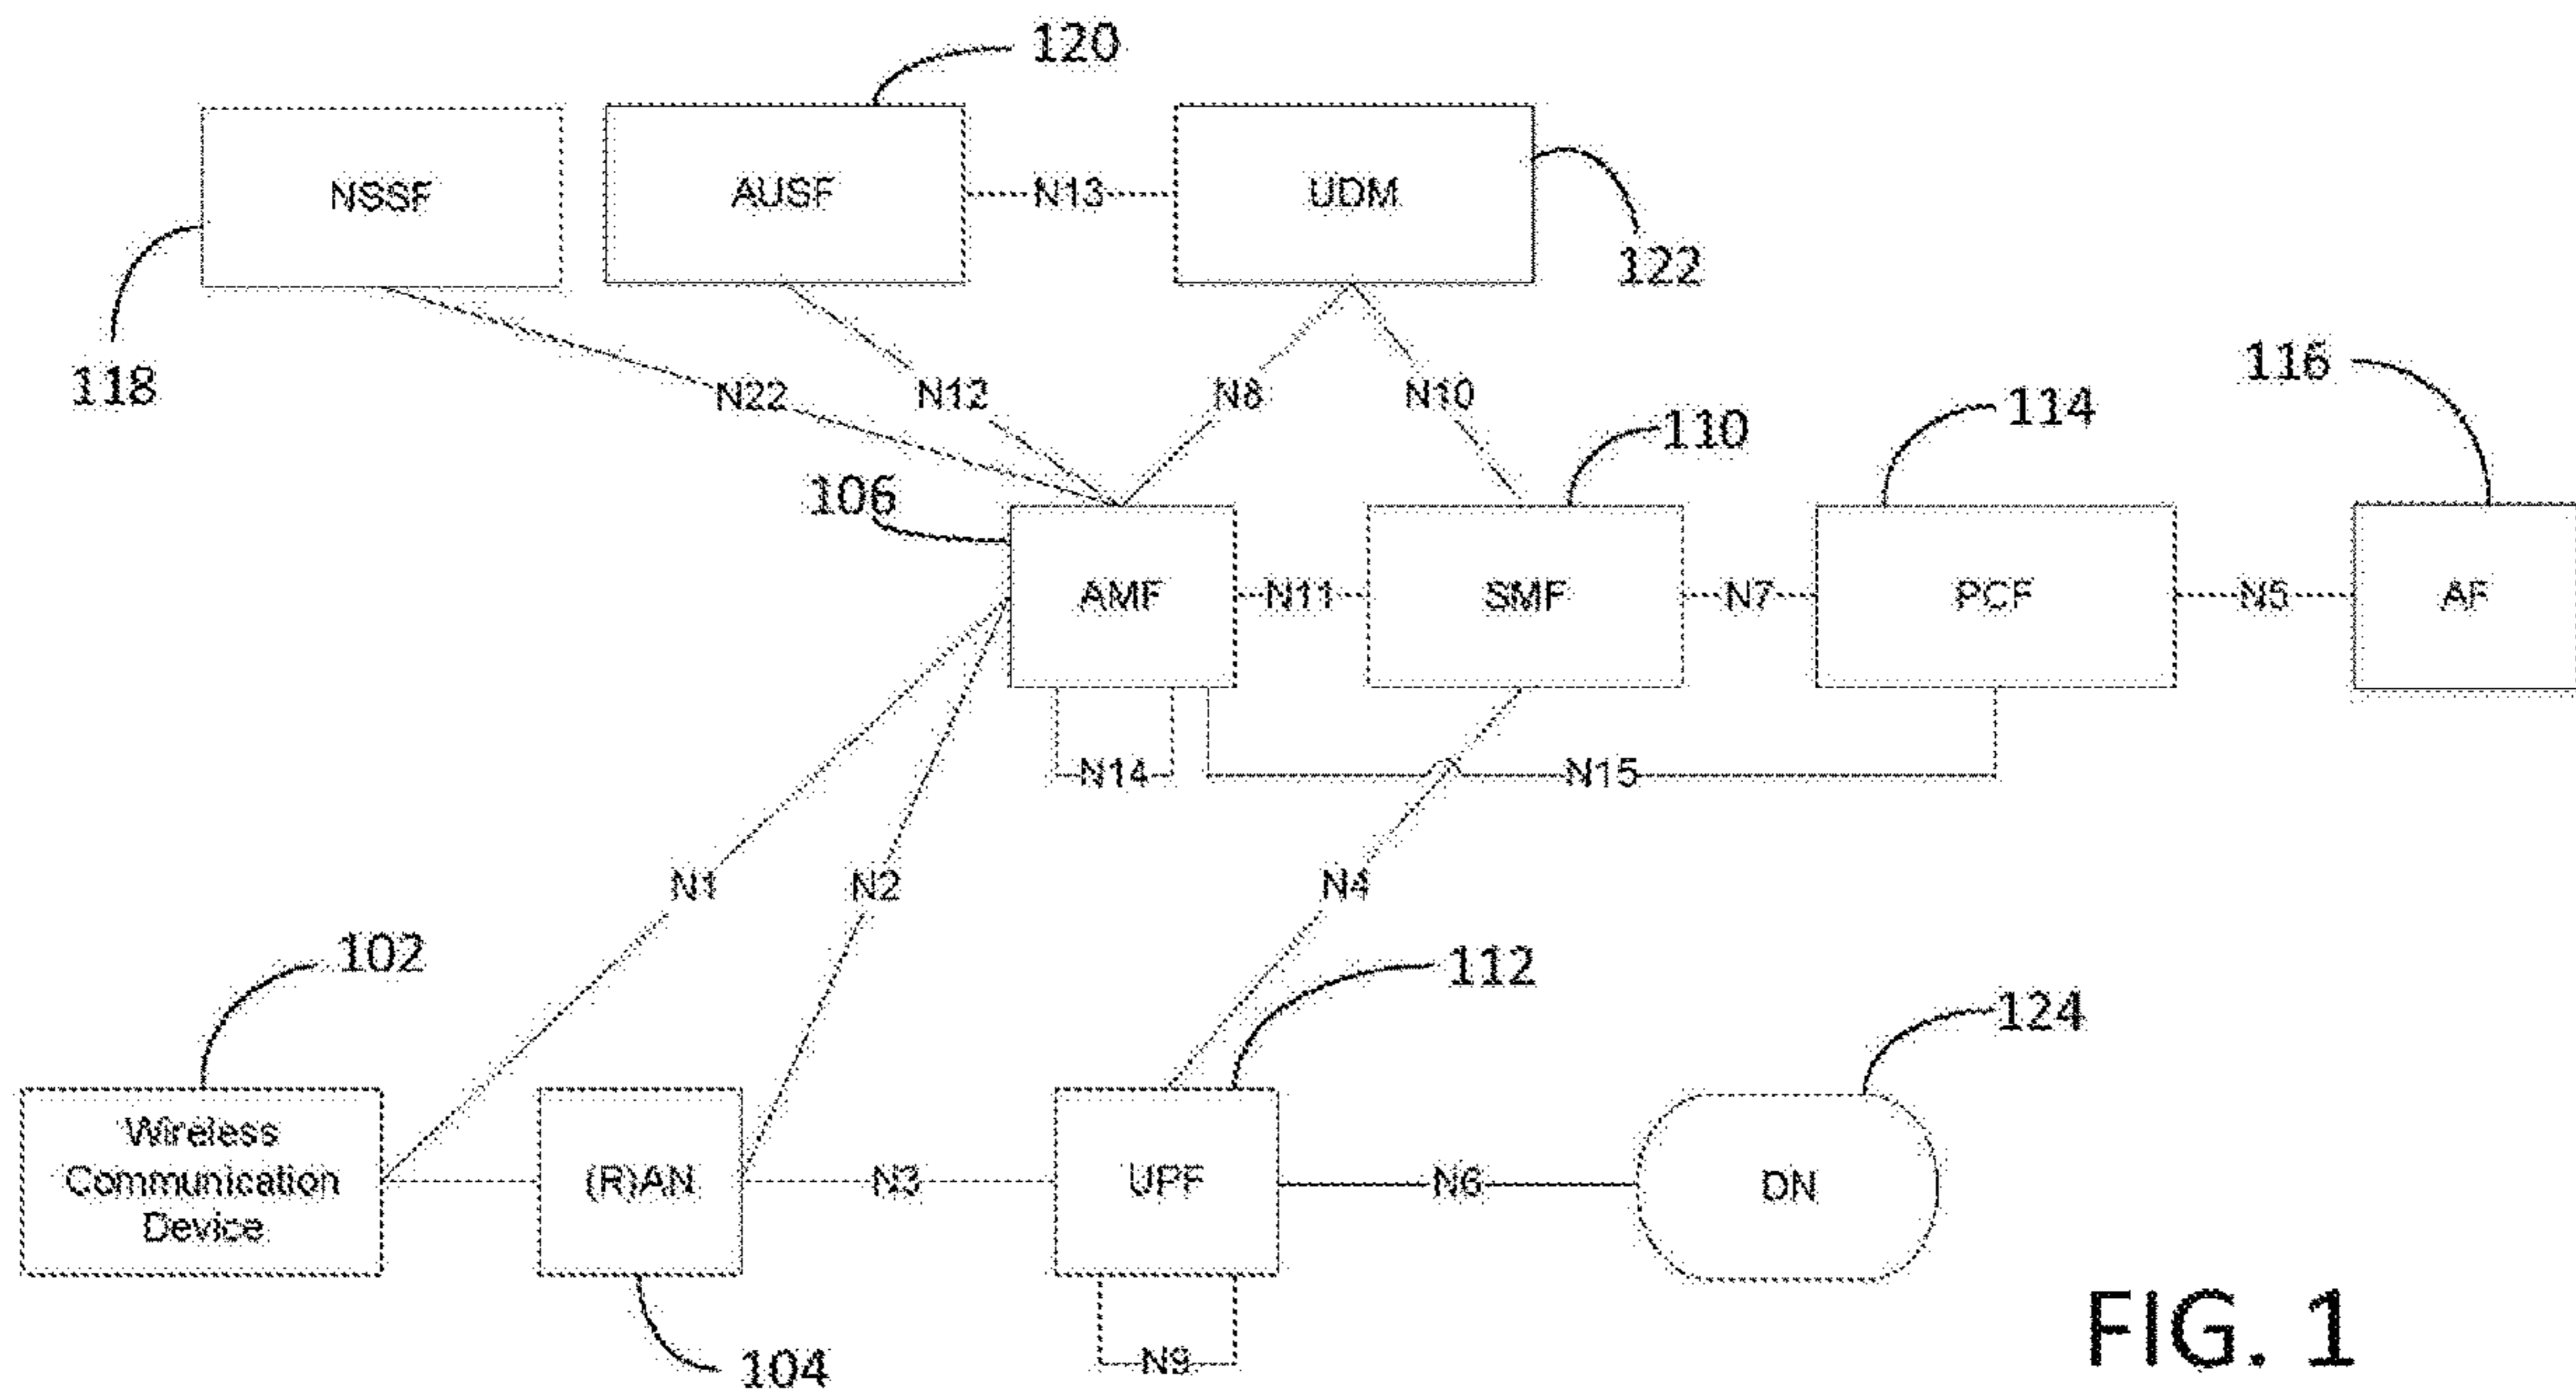 120
NSSF
AUSF
N13
UDM
122
118
N22
N12
N8
N10
116
114
110
106
AMF
N11
SMF
N7
PCF
N5
AF
N14
N15
N1
N2
N4
102
112
124
Wireless
Communication
Device
(R)AN
N3
UPF
N6
DN
104
N9
FIG. 1